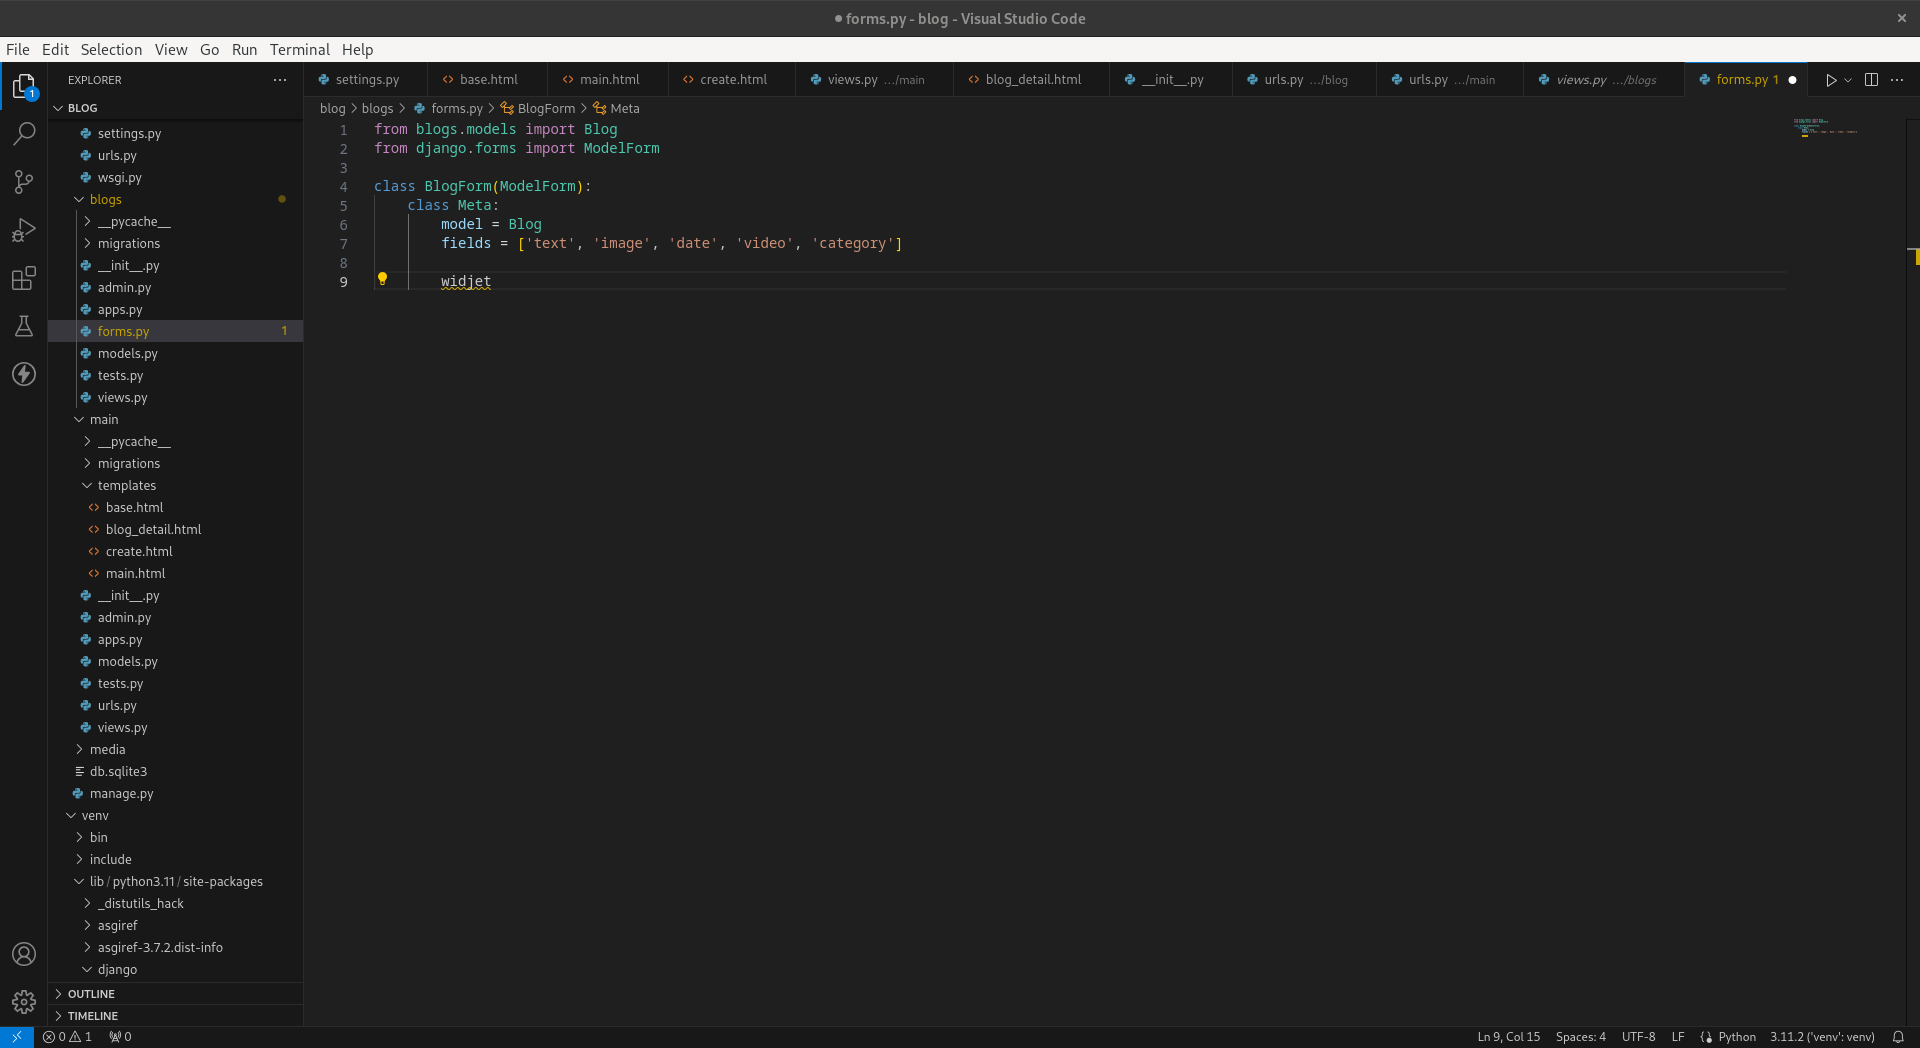 forms.py - blog - Visual Studio Code
File Edit Selection View Go Run Terminal Help
EXPLORER
settings.py base.html main.html create.html views.py .../main blog_detail.html __init__.py urls.py .../blog urls.py .../main views.py .../blogs forms.py 1
1
BLOG
settings.py
urls.py
wsgi.py
blogs
__pycache__
migrations
__init__.py
admin.py
apps.py
forms.py 1
models.py
tests.py
views.py
main
__pycache__
migrations
templates
base.html
blog_detail.html
create.html
main.html
__init__.py
admin.py
apps.py
models.py
tests.py
urls.py
views.py
media
db.sqlite3
manage.py
venv
bin
include
lib / python3.11 / site-packages
_distutils_hack
asgiref
asgiref-3.7.2.dist-info
django
OUTLINE
TIMELINE
blog > blogs > forms.py > BlogForm > Meta
1 from blogs.models import Blog
2 from django.forms import ModelForm
3
4 class BlogForm(ModelForm):
5 class Meta:
6 model = Blog
7 fields = ['text', 'image', 'date', 'video', 'category']
8
9 widjet
0 1 0
Ln 9, Col 15 Spaces: 4 UTF-8 LF Python 3.11.2 ('venv': venv)